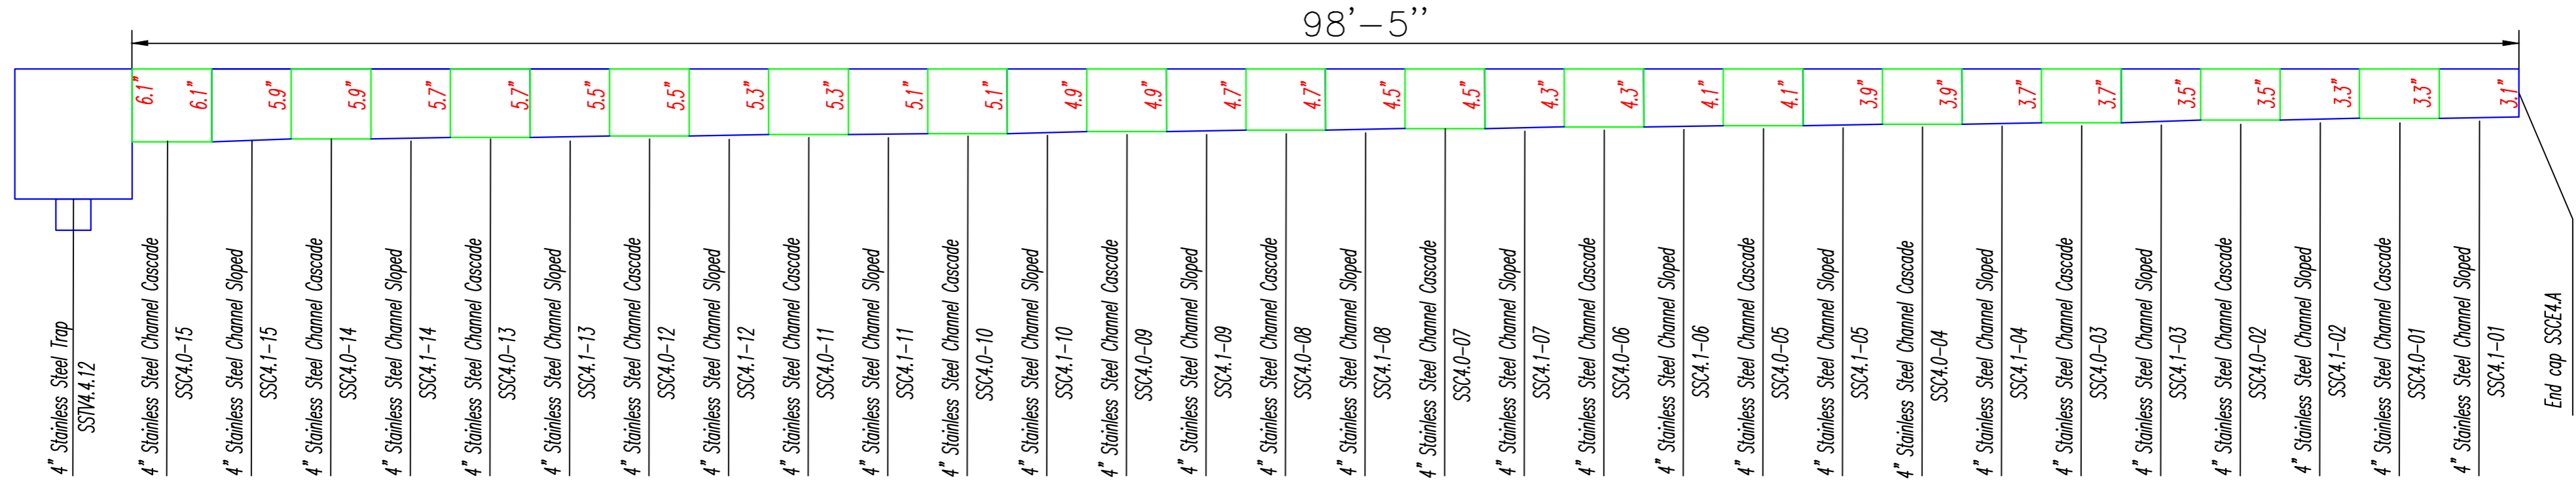 98'-5''
6.1"
6.1"
5.9"
5.9"
5.7"
5.7"
5.5"
5.5"
5.3"
5.3"
5.1"
5.1"
4.9"
4.9"
4.7"
4.7"
4.5"
4.5"
4.3"
4.3"
4.1"
4.1"
3.9"
3.9"
3.7"
3.7"
3.5"
3.5"
3.3"
3.3"
3.1"
4" Stainless Steel Trap
SSTV4.4.12
4" Stainless Steel Channel Cascade
SSC4.0-15
4" Stainless Steel Channel Sloped
SSC4.1-15
4" Stainless Steel Channel Cascade
SSC4.0-14
4" Stainless Steel Channel Sloped
SSC4.1-14
4" Stainless Steel Channel Cascade
SSC4.0-13
4" Stainless Steel Channel Sloped
SSC4.1-13
4" Stainless Steel Channel Cascade
SSC4.0-12
4" Stainless Steel Channel Sloped
SSC4.1-12
4" Stainless Steel Channel Cascade
SSC4.0-11
4" Stainless Steel Channel Sloped
SSC4.1-11
4" Stainless Steel Channel Cascade
SSC4.0-10
4" Stainless Steel Channel Sloped
SSC4.1-10
4" Stainless Steel Channel Cascade
SSC4.0-09
4" Stainless Steel Channel Sloped
SSC4.1-09
4" Stainless Steel Channel Cascade
SSC4.0-08
4" Stainless Steel Channel Sloped
SSC4.1-08
4" Stainless Steel Channel Cascade
SSC4.0-07
4" Stainless Steel Channel Sloped
SSC4.1-07
4" Stainless Steel Channel Cascade
SSC4.0-06
4" Stainless Steel Channel Sloped
SSC4.1-06
4" Stainless Steel Channel Cascade
SSC4.0-05
4" Stainless Steel Channel Sloped
SSC4.1-05
4" Stainless Steel Channel Cascade
SSC4.0-04
4" Stainless Steel Channel Sloped
SSC4.1-04
4" Stainless Steel Channel Cascade
SSC4.0-03
4" Stainless Steel Channel Sloped
SSC4.1-03
4" Stainless Steel Channel Cascade
SSC4.0-02
4" Stainless Steel Channel Sloped
SSC4.1-02
4" Stainless Steel Channel Cascade
SSC4.0-01
4" Stainless Steel Channel Sloped
SSC4.1-01
End cap SSCE4.A